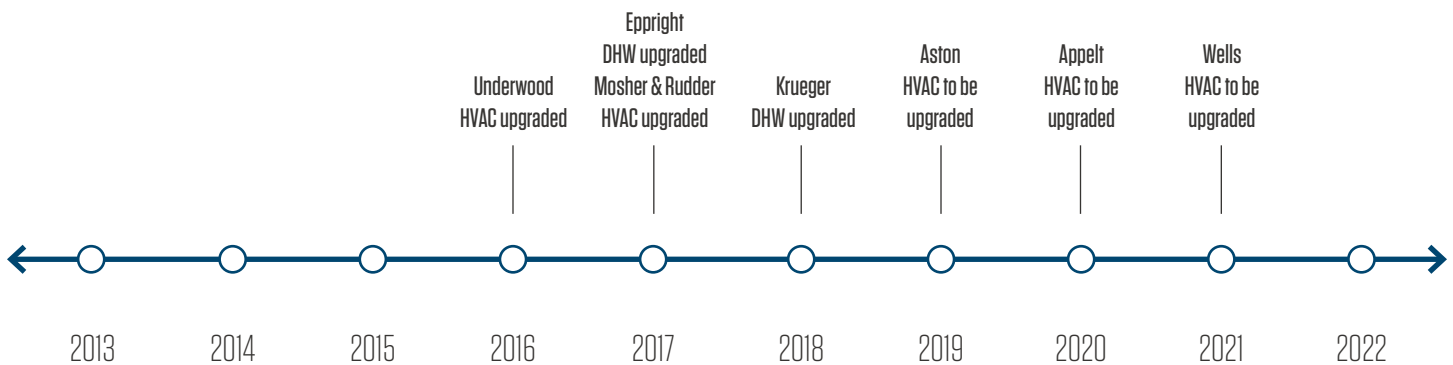 Underwood
HVAC upgraded
Eppright
DHW upgraded
Mosher & Rudder
HVAC upgraded
Krueger
DHW upgraded
Aston
HVAC to be
upgraded
Appelt
HVAC to be
upgraded
Wells
HVAC to be
upgraded
2013
2014
2015
2016
2017
2018
2019
2020
2021
2022